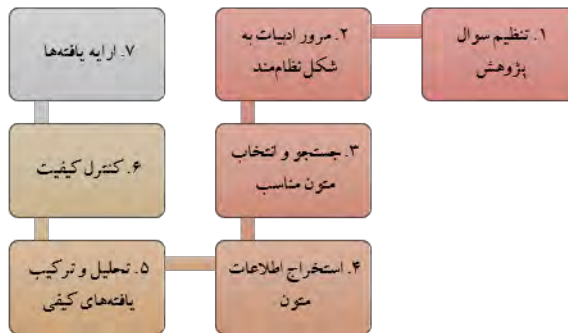 ۱. تنظیم سوال
پژوهش
۲. مرور ادبیات به
شکل نظام‌مند
۳. جستجو و انتخاب
متون مناسب
۴. استخراج اطلاعات
متون
۵. تحلیل و ترکیب
یافته‌های کیفی
۶. کنترل کیفیت
۷. ارایه یافته‌ها